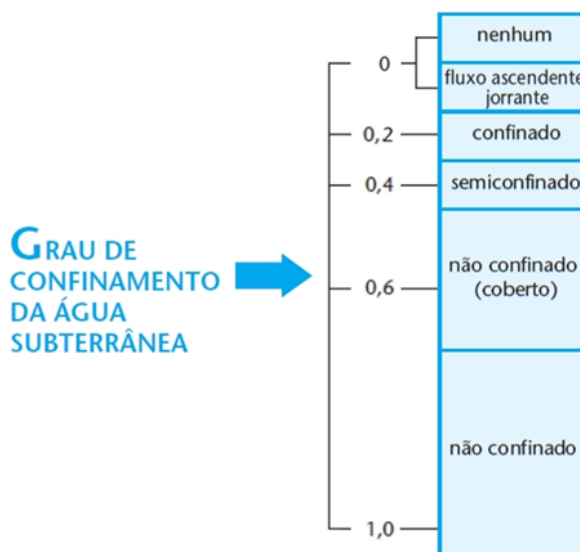 GRAU DE
CONFINAMENTO
DA ÁGUA
SUBTERRÂNEA
0
0,2
0,4
0,6
1,0
nenhum
fluxo ascendente
jorrante
confinado
semiconfinado
não confinado
(coberto)
não confinado